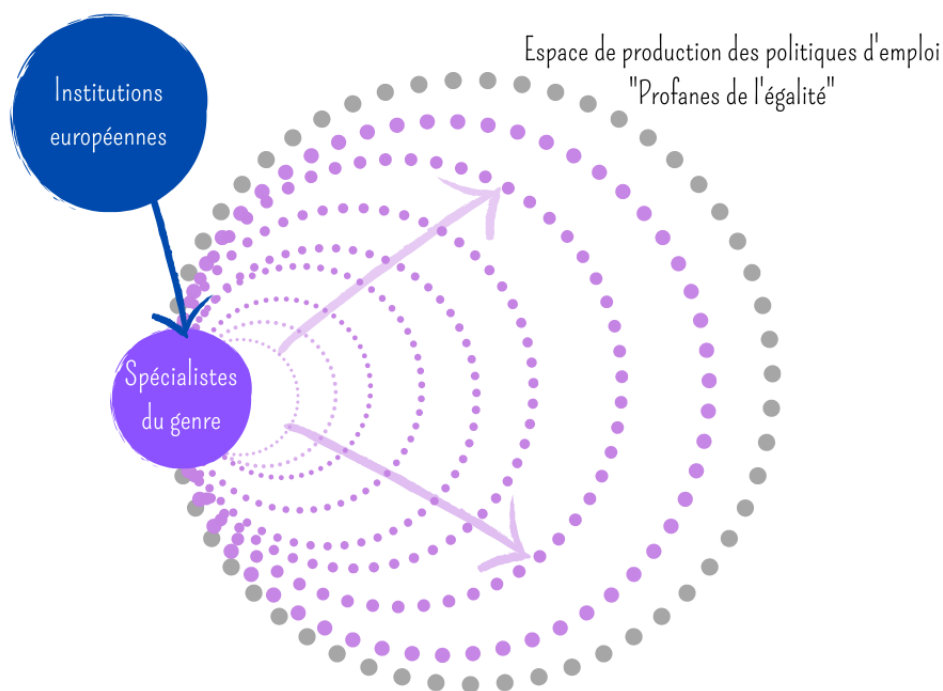 Institutions
européennes
Espace de production des politiques d'emploi
"Profanes de l'égalité"
Spécialistes
du genre